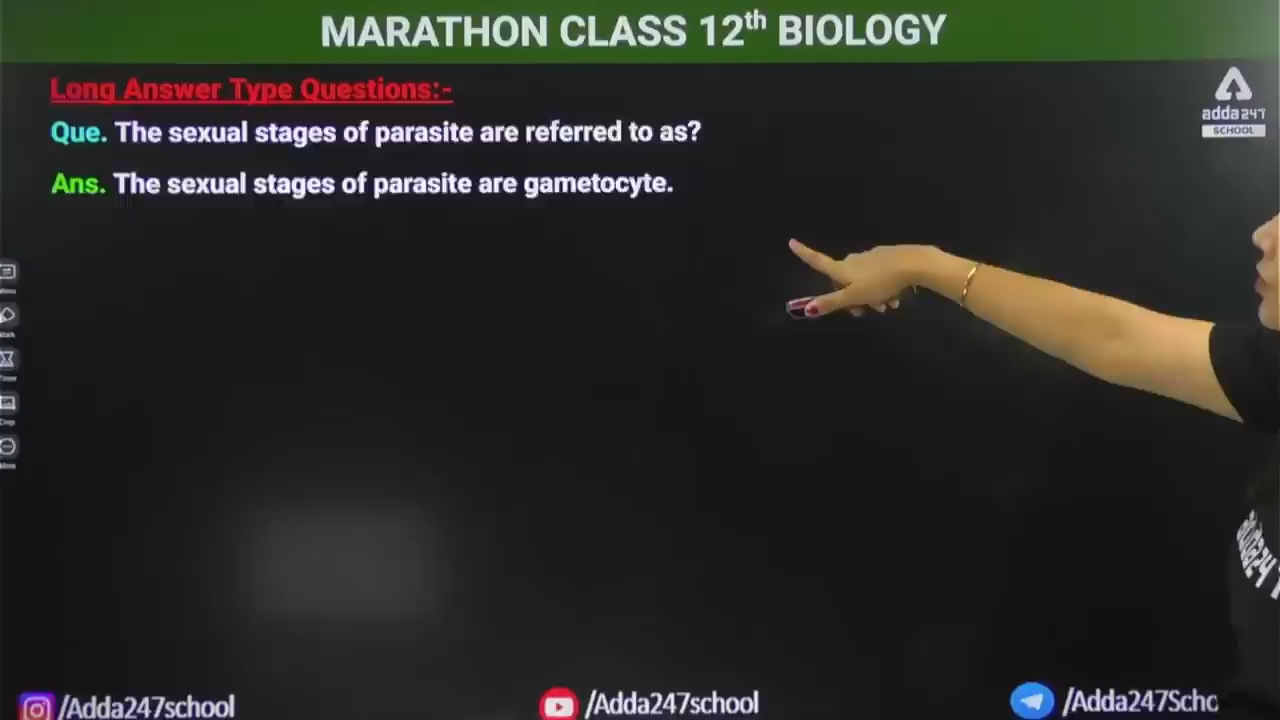 MARATHON CLASS 12th BIOLOGY
Long Answer Type Questions:-
adda247
SCHOOL
Que. The sexual stages of parasite are referred to as?
Ans. The sexual stages of parasite are gametocyte.
/Adda247school
/Adda247school
/Adda247Scho